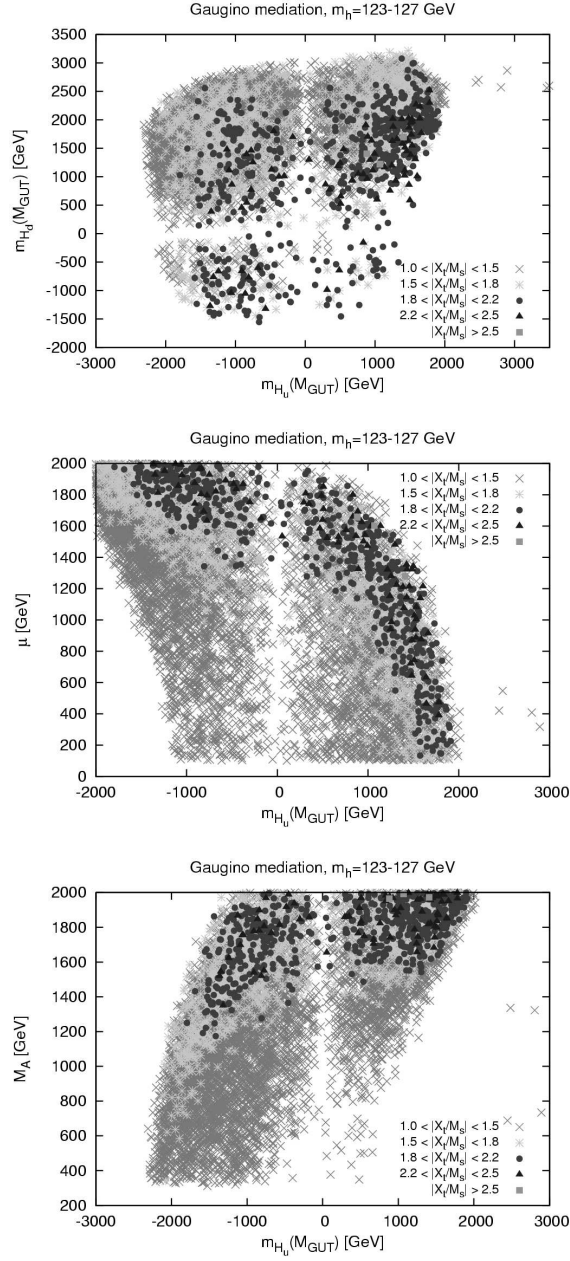 Gaugino mediation, m_h=123-127 GeV
3500
3000
2500
2000
1500
1000
500
0
-500
-1000
-1500
-2000
m_{H_d}(M_{GUT}) [GeV]
1.0 < |X_t/M_s| < 1.5
1.5 < |X_t/M_s| < 1.8
1.8 < |X_t/M_s| < 2.2
2.2 < |X_t/M_s| < 2.5
|X_t/M_s| > 2.5
-3000 -2000 -1000 0 1000 2000 3000
m_{H_u}(M_{GUT}) [GeV]
Gaugino mediation, m_h=123-127 GeV
2000
1800
1600
1400
1200
1000
800
600
400
200
0
μ [GeV]
1.0 < |X_t/M_s| < 1.5
1.5 < |X_t/M_s| < 1.8
1.8 < |X_t/M_s| < 2.2
2.2 < |X_t/M_s| < 2.5
|X_t/M_s| > 2.5
-2000 -1000 0 1000 2000 3000
m_{H_u}(M_{GUT}) [GeV]
Gaugino mediation, m_h=123-127 GeV
2000
1800
1600
1400
1200
1000
800
600
400
200
M_A [GeV]
1.0 < |X_t/M_s| < 1.5
1.5 < |X_t/M_s| < 1.8
1.8 < |X_t/M_s| < 2.2
2.2 < |X_t/M_s| < 2.5
|X_t/M_s| > 2.5
-3000 -2000 -1000 0 1000 2000 3000
m_{H_u}(M_{GUT}) [GeV]